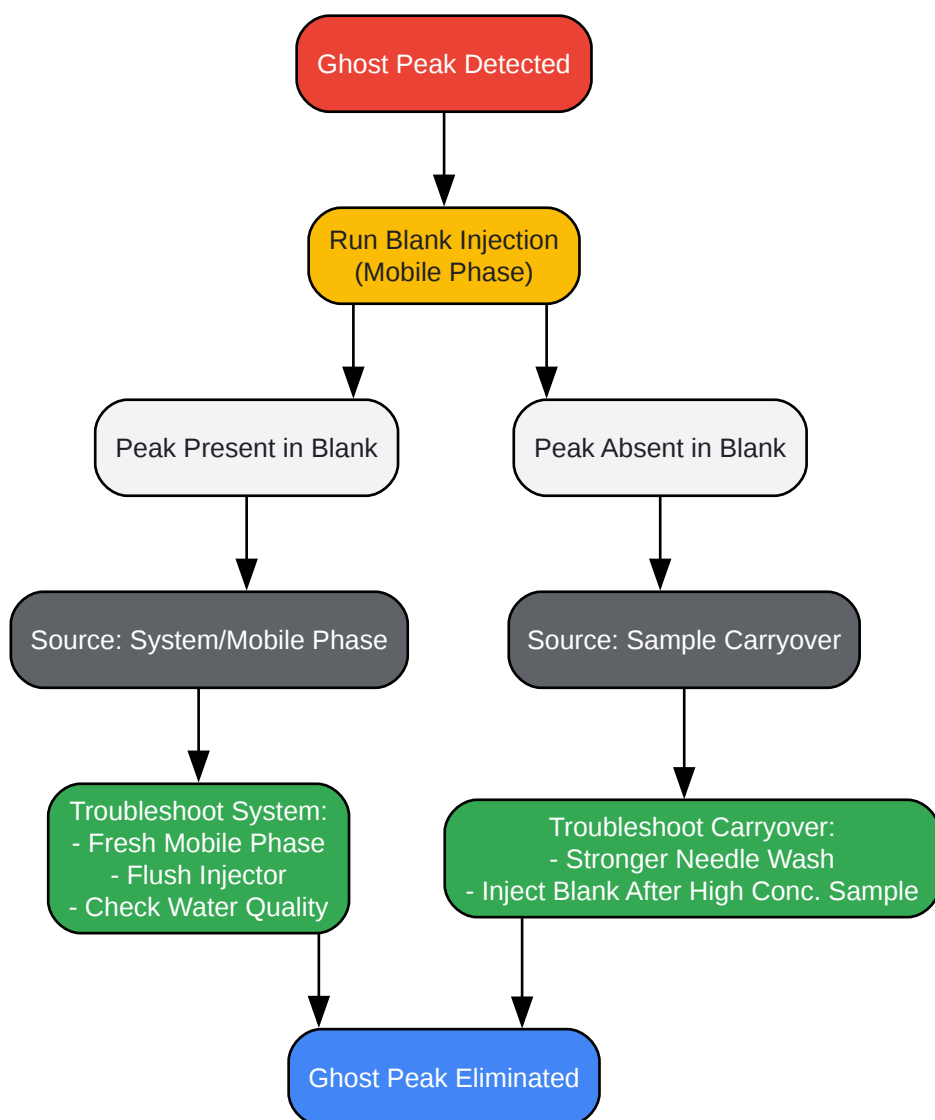 Ghost Peak Detected
Run Blank Injection
(Mobile Phase)
Peak Present in Blank
Peak Absent in Blank
Source: System/Mobile Phase
Source: Sample Carryover
Troubleshoot System:
- Fresh Mobile Phase
- Flush Injector
- Check Water Quality
Troubleshoot Carryover:
- Stronger Needle Wash
- Inject Blank After High Conc. Sample
Ghost Peak Eliminated